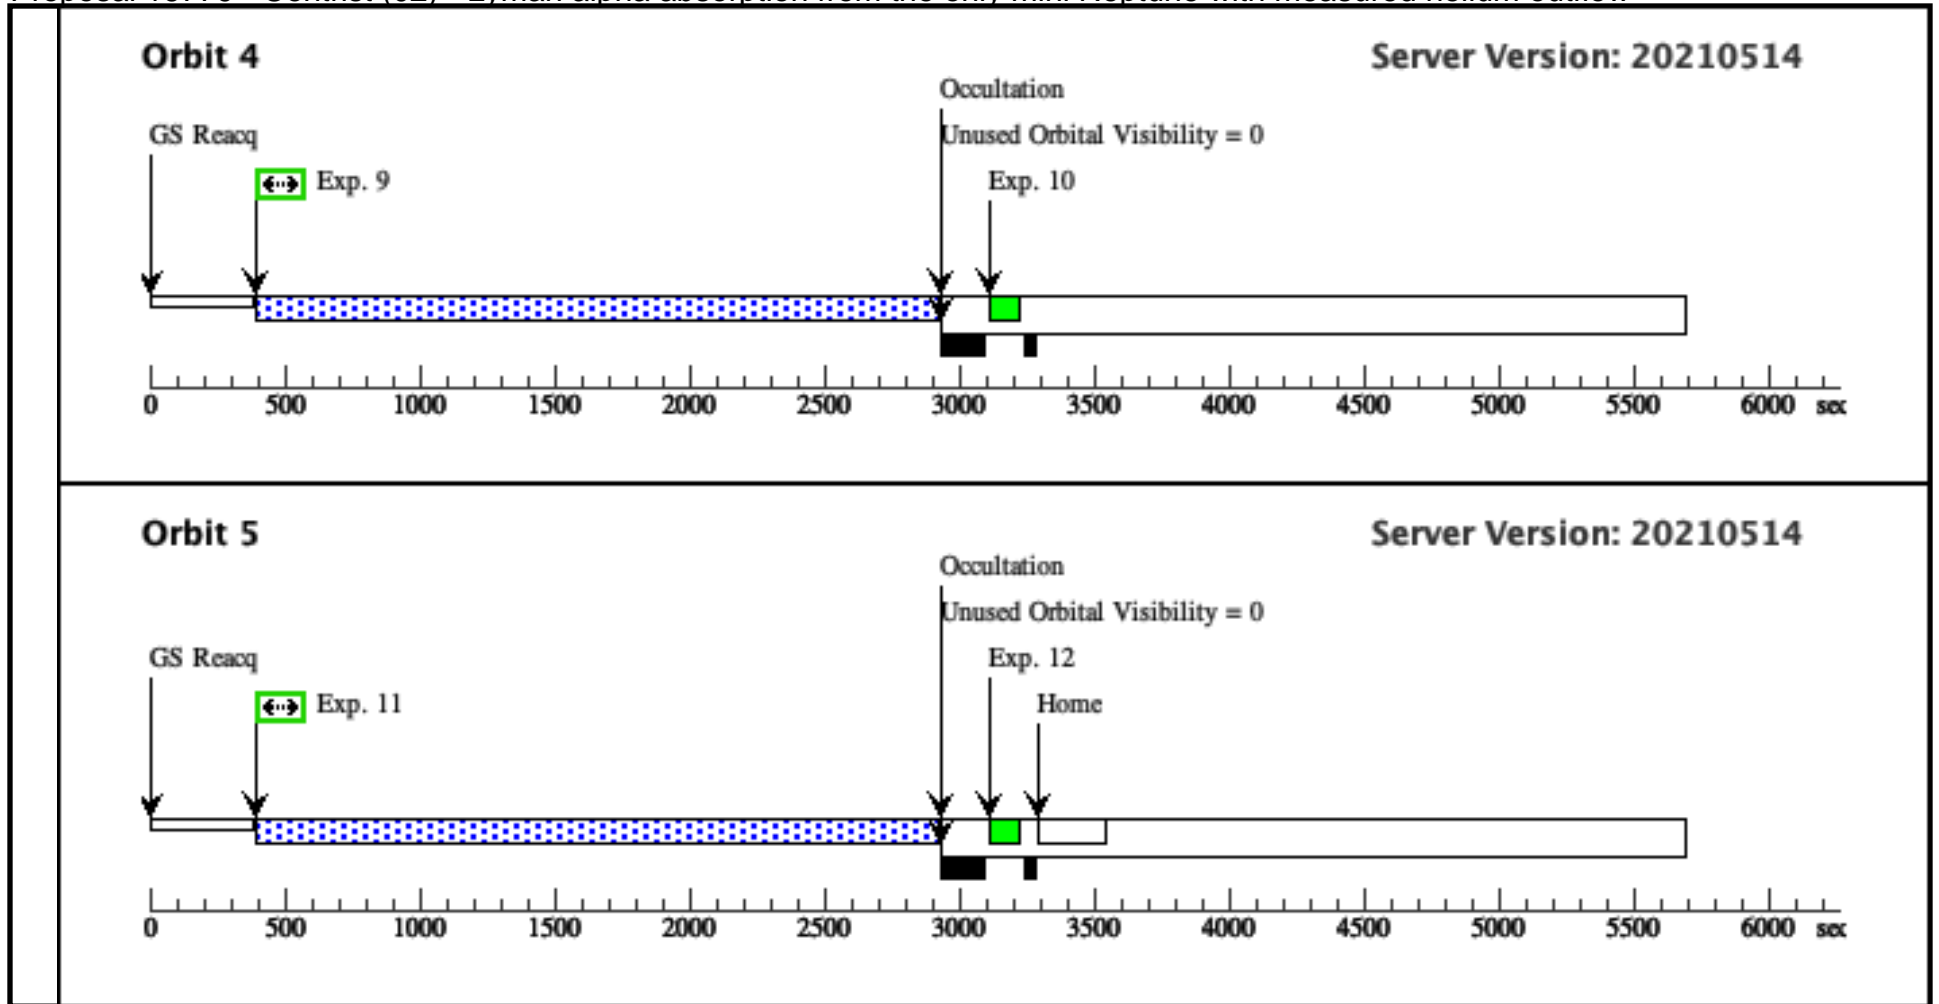 Orbit 4
Server Version: 20210514
Occultation
GS Reacq
Unused Orbital Visibility = 0
Exp. 9
Exp. 10
0 500 1000 1500 2000 2500 3000 3500 4000 4500 5000 5500 6000 sec
Orbit 5
Server Version: 20210514
Occultation
Unused Orbital Visibility = 0
GS Reacq
Exp. 12
Exp. 11
Home
0 500 1000 1500 2000 2500 3000 3500 4000 4500 5000 5500 6000 sec